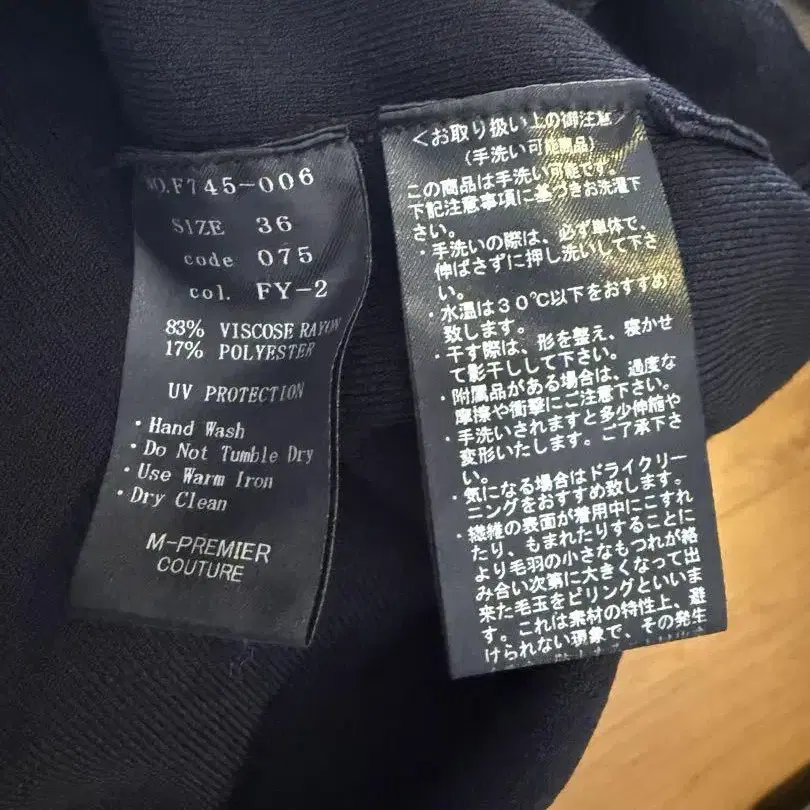 NO.F745-006
SIZE 36
code 075
col. FY-2
83% VISCOSE RAYON
17% POLYESTER
UV PROTECTION
・Hand Wash
・Do Not Tumble Dry
・Use Warm Iron
・Dry Clean
M-PREMIER
COUTURE
＜お取り扱い上の御注意＞
（手洗い可能商品）
この商品は手洗い可能です。
下記注意事項に基づきお洗濯下
さい。
・手洗いの際は、必ず単体で、
伸ばさずに押し洗いして下さ
い。
・水温は30℃以下をおすすめ
致します。
・干す際は、形を整え、寝かせ
て影干しして下さい。
・附属品がある場合は、過度な
摩擦や衝撃にご注意下さい。
・手洗いされますと多少伸縮や
変形いたします。ご了承下さ
い。
・気になる場合はドライクリー
ニングをおすすめ致します。
・繊維の表面が着用中にこすれ
たり、もまれたりすることに
より毛羽の小さなもつれが絡
み合い次第に大きくなって出
来た毛玉をピリングといいま
す。これは素材の特性上、避
けられない現象で、その発生